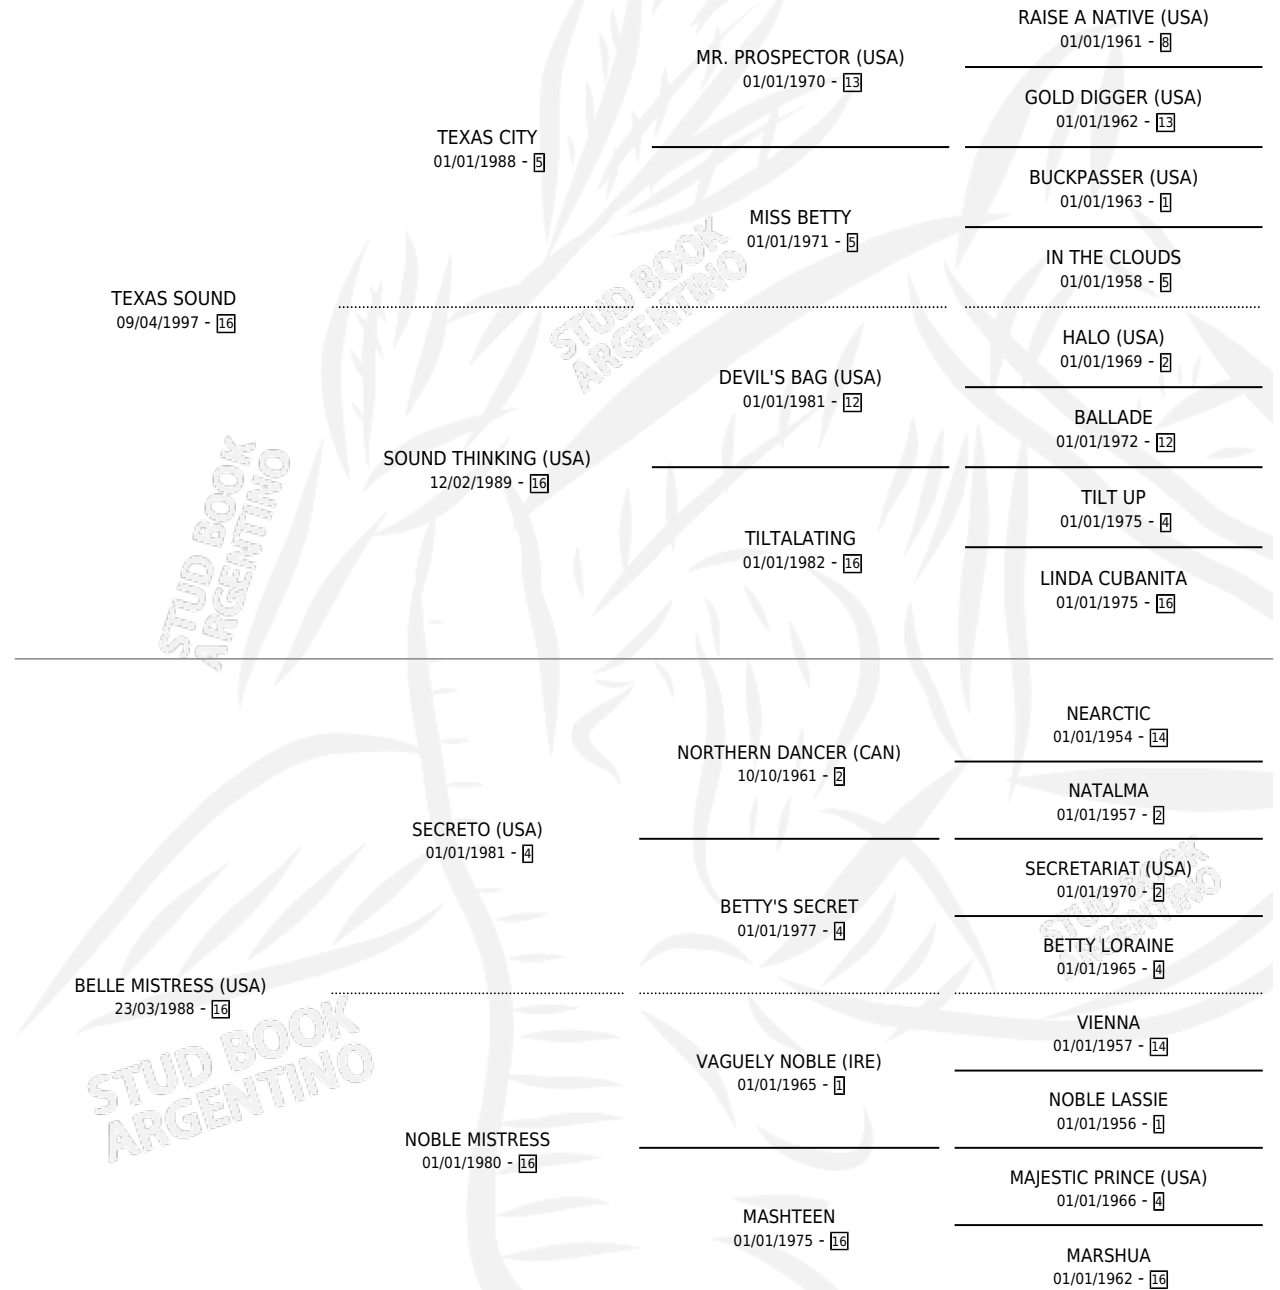 RAISE A NATIVE (USA)
01/01/1961 - 8
MR. PROSPECTOR (USA)
01/01/1970 - 13
GOLD DIGGER (USA)
01/01/1962 - 13
TEXAS CITY
01/01/1988 - 5
BUCKPASSER (USA)
01/01/1963 - 1
MISS BETTY
01/01/1971 - 5
IN THE CLOUDS
01/01/1958 - 5
TEXAS SOUND
09/04/1997 - 16
HALO (USA)
01/01/1969 - 2
DEVIL'S BAG (USA)
01/01/1981 - 12
BALLADE
01/01/1972 - 12
SOUND THINKING (USA)
12/02/1989 - 16
TILT UP
01/01/1975 - 4
TILTALATING
01/01/1982 - 16
LINDA CUBANITA
01/01/1975 - 16
NEARCTIC
01/01/1954 - 14
NORTHERN DANCER (CAN)
10/10/1961 - 2
NATALMA
01/01/1957 - 2
SECRETO (USA)
01/01/1981 - 4
SECRETARIAT (USA)
01/01/1970 - 2
BETTY'S SECRET
01/01/1977 - 4
BETTY LORAINE
01/01/1965 - 4
BELLE MISTRESS (USA)
23/03/1988 - 16
VIENNA
01/01/1957 - 14
VAGUELY NOBLE (IRE)
01/01/1965 - 1
NOBLE LASSIE
01/01/1956 - 1
NOBLE MISTRESS
01/01/1980 - 16
MAJESTIC PRINCE (USA)
01/01/1966 - 4
MASHTEEN
01/01/1975 - 16
MARSHUA
01/01/1962 - 16
STUD BOOK
ARGENTINO
STUD BOOK
ARGENTINO
STUD BOOK
ARGENTINO
STUD BOOK
ARGENTINO